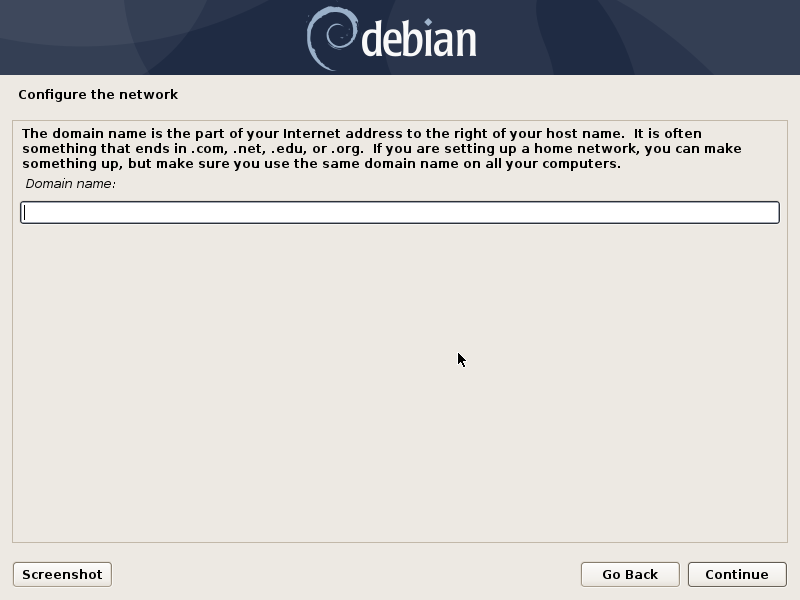 debian
Configure the network
The domain name is the part of your Internet address to the right of your host name.  It is often
something that ends in .com, .net, .edu, or .org.  If you are setting up a home network, you can make
something up, but make sure you use the same domain name on all your computers.
Domain name:
Screenshot
Go Back
Continue